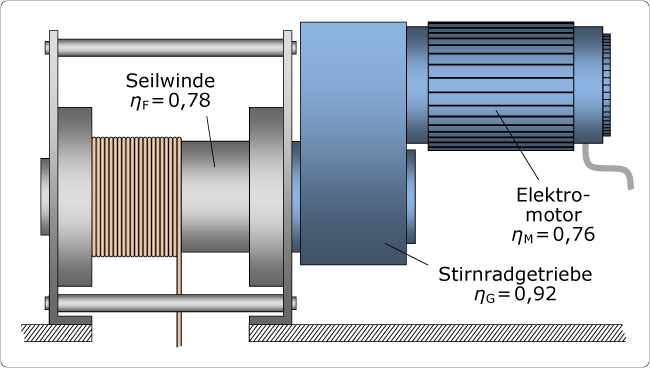 Seilwinde
ηF=0,78
Elektro-
motor
ηM=0,76
Stirnradgetriebe
ηG=0,92